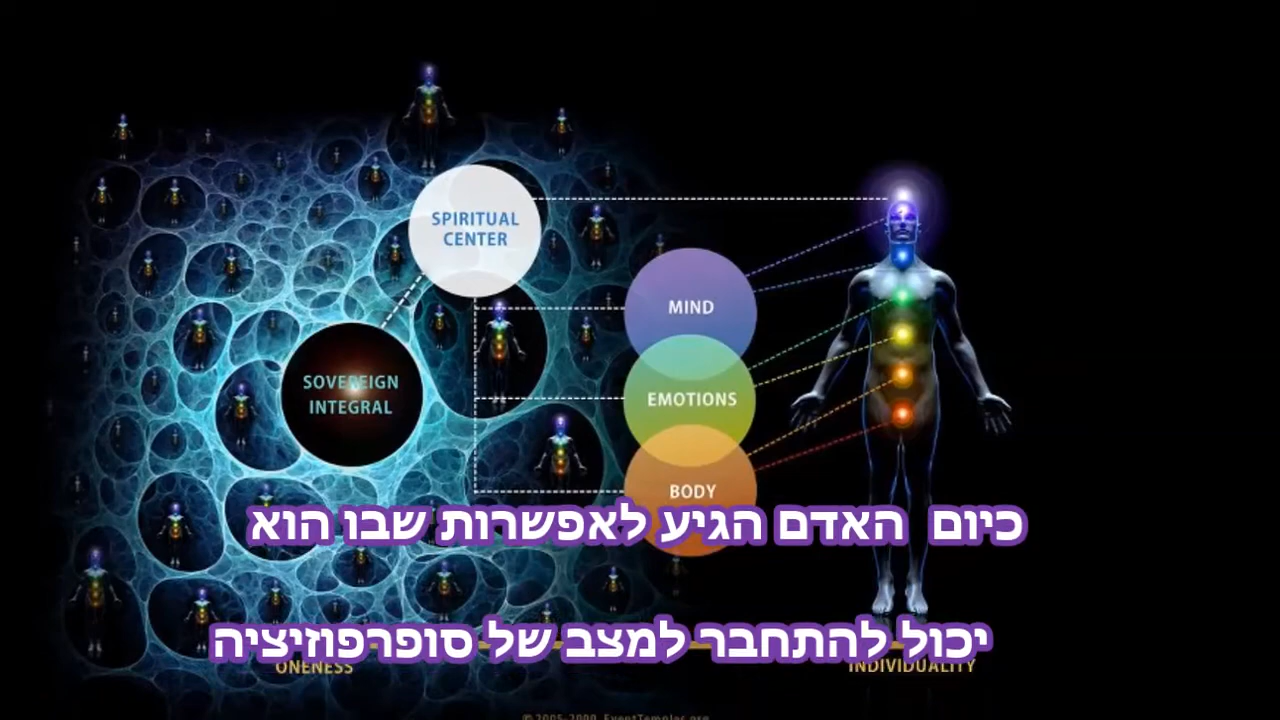 SPIRITUAL
CENTER
MIND
SOVEREIGN
INTEGRAL
EMOTIONS
BODY
כיום האדם הגיע לאפשרות שבו הוא
יכול להתחבר למצב של סופרפוזיציה
ONENESS
INDIVIDUALITY